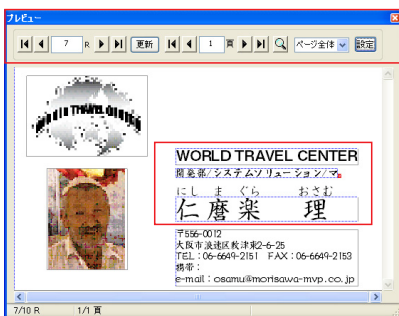 プレビュー
7 R 更新 1 頁 ページ全体 設定
WORLD TRAVEL CENTER
開発部/システムソリューション/マ
にし ま くら おさむ
仁磨楽 理
〒556-0012
大阪市浪速区敷津東2-6-25
TEL：06-6649-2151 FAX：06-6649-2153
携帯：
e-mail：osamu@morisawa-mvp.co.jp
7/10 R 1/1 頁